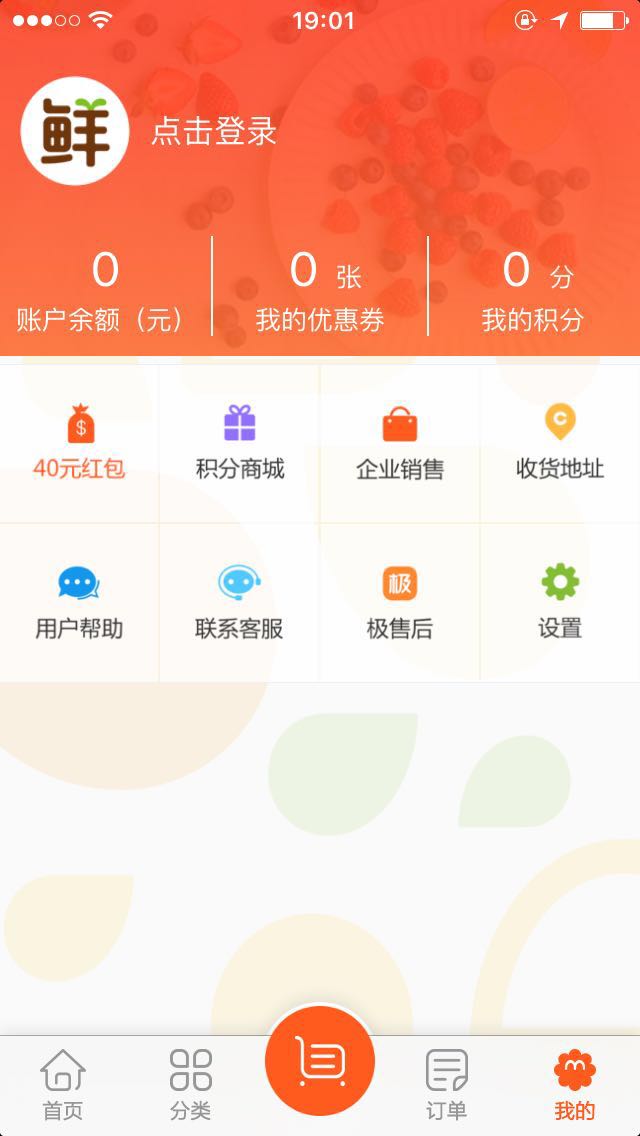 19:01
鲜
点击登录
0
0 张
0 分
账户余额（元）
我的优惠券
我的积分
$
C
40元红包
积分商城
企业销售
收货地址
极
用户帮助
联系客服
极售后
设置
首页
分类
订单
我的